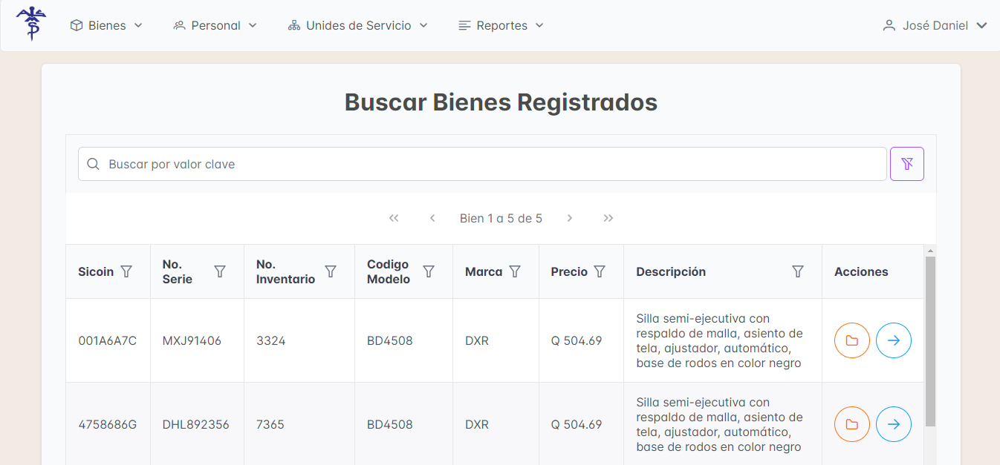 Bienes
Personal
Unides de Servicio
Reportes
José Daniel
Buscar Bienes Registrados
Buscar por valor clave
Bien 1 a 5 de 5
Sicoin
No.
Serie
No.
Inventario
Codigo
Modelo
Marca
Precio
Descripción
Acciones
001A6A7C
MXJ91406
3324
BD4508
DXR
Q 504.69
Silla semi-ejecutiva con
respaldo de malla, asiento de
tela, ajustador, automático,
base de rodos en color negro
4758686G
DHL892356
7365
BD4508
DXR
Q 504.69
Silla semi-ejecutiva con
respaldo de malla, asiento de
tela, ajustador, automático,
base de rodos en color negro